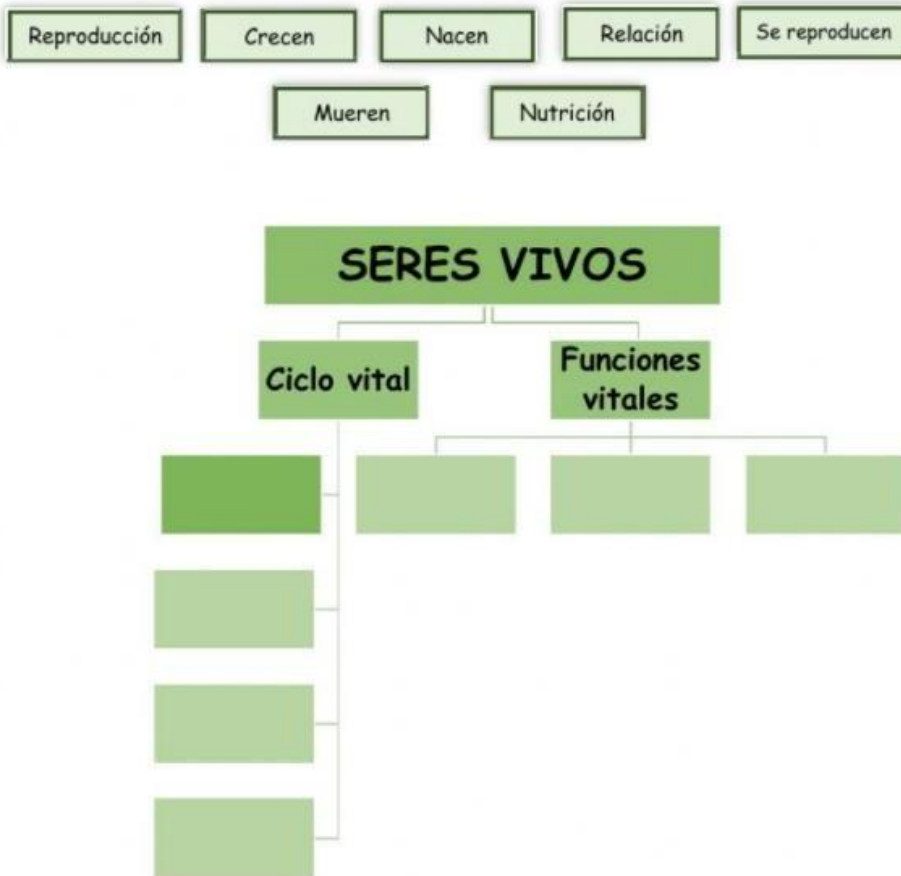 Reproducción Crecen Nacen Relación Se reproducen
Mueren Nutrición
SERES VIVOS
Ciclo vital
Funciones
vitales